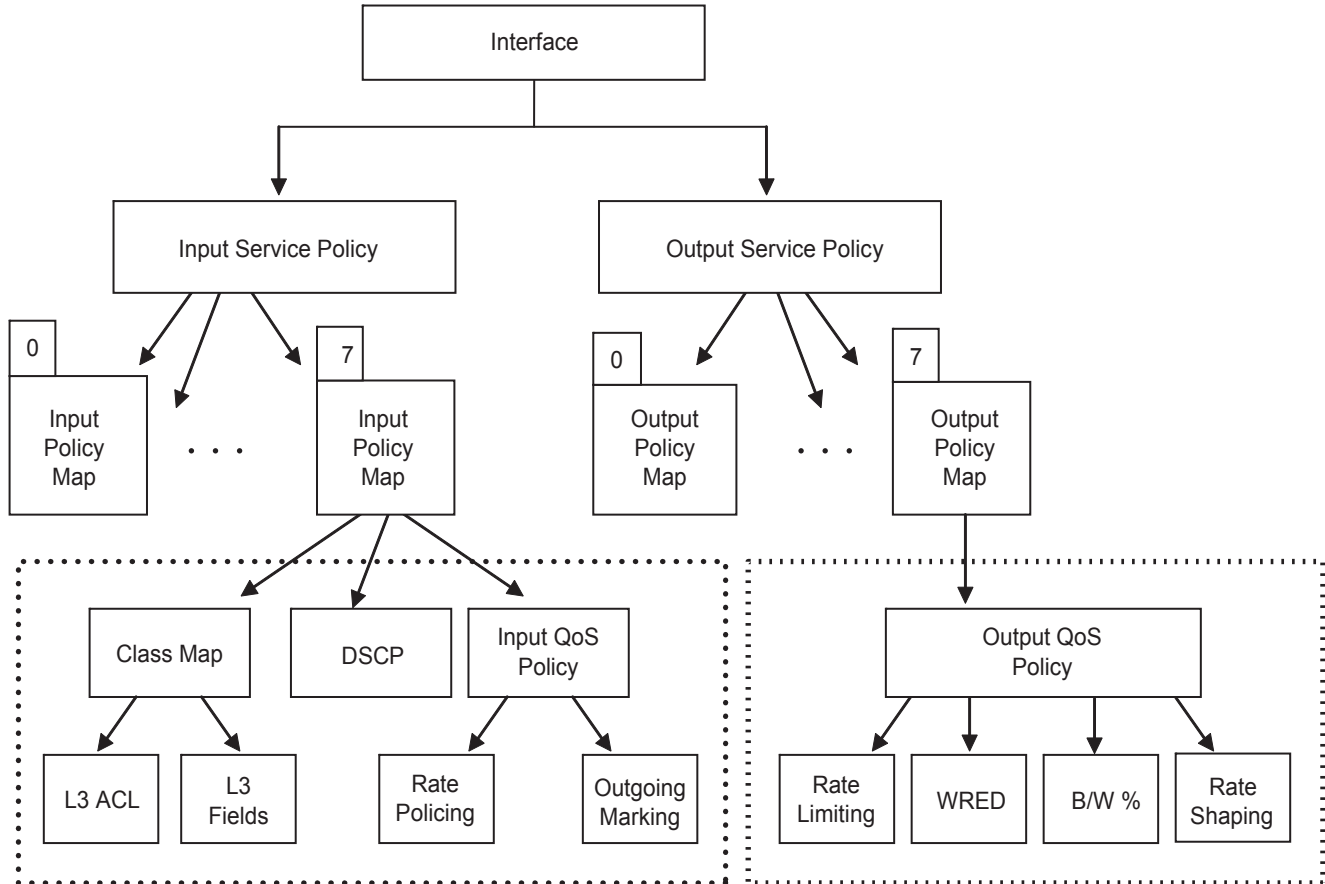 Interface
Input Service Policy
Output Service Policy
0
7
0
7
Input
Policy
Map
. . .
Input
Policy
Map
Output
Policy
Map
. . .
Output
Policy
Map
Class Map
DSCP
Input QoS
Policy
Output QoS
Policy
L3 ACL
L3
Fields
Rate
Policing
Outgoing
Marking
Rate
Limiting
WRED
B/W %
Rate
Shaping